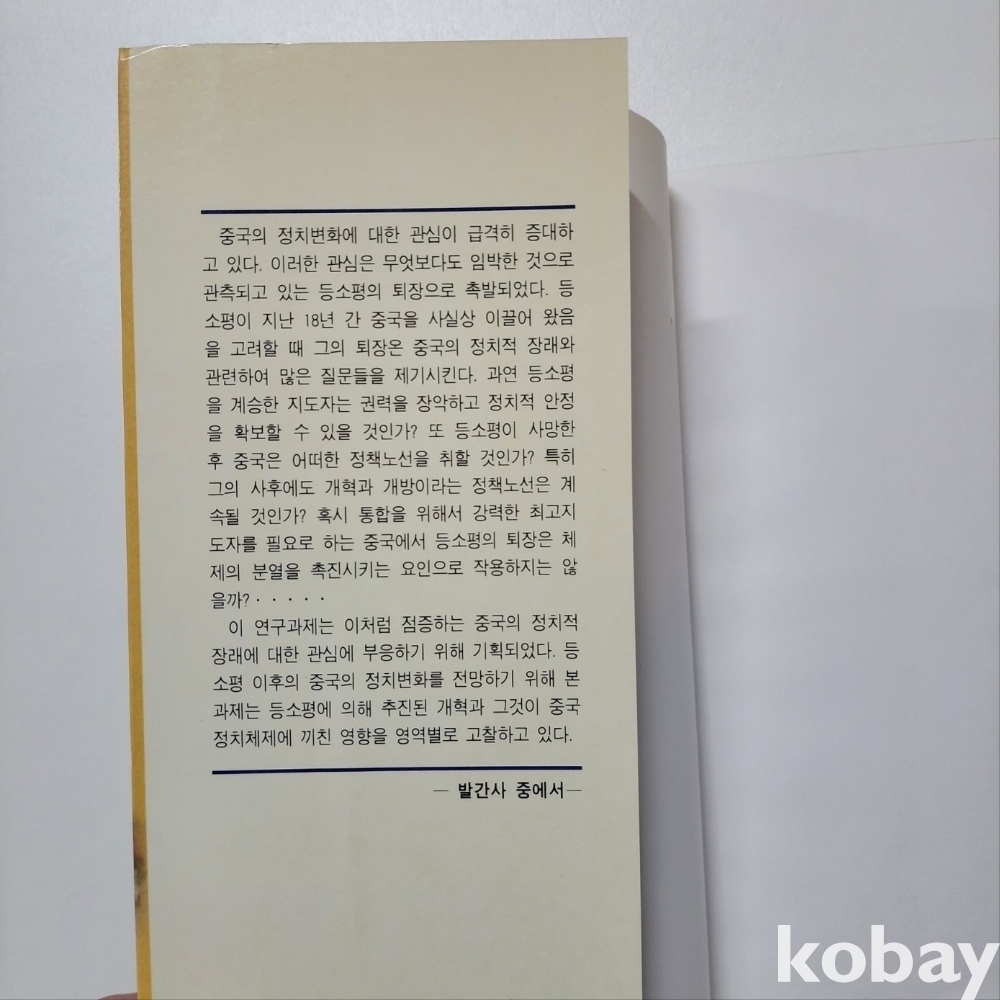 중국의 정치변화에 대한 관심이 급격히 증대하
고 있다. 이러한 관심은 무엇보다도 임박한 것으로
관측되고 있는 등소평의 퇴장으로 촉발되었다. 등
소평이 지난 18년 간 중국을 사실상 이끌어 왔음
을 고려할 때 그의 퇴장은 중국의 정치적 장래와
관련하여 많은 질문들을 제기시킨다. 과연 등소평
을 계승한 지도자는 권력을 장악하고 정치적 안정
을 확보할 수 있을 것인가? 또 등소평이 사망한
후 중국은 어떠한 정책노선을 취할 것인가? 특히
그의 사후에도 개혁과 개방이라는 정책노선은 계
속될 것인가? 혹시 통합을 위해서 강력한 최고지
도자를 필요로 하는 중국에서 등소평의 퇴장은 체
제의 분열을 촉진시키는 요인으로 작용하지는 않
을까? · · · · ·
이 연구과제는 이처럼 점증하는 중국의 정치적
장래에 대한 관심에 부응하기 위해 기획되었다. 등
소평 이후의 중국의 정치변화를 전망하기 위해 본
과제는 등소평에 의해 추진된 개혁과 그것이 중국
정치체제에 끼친 영향을 영역별로 고찰하고 있다.
— 발간사 중에서—
kobay